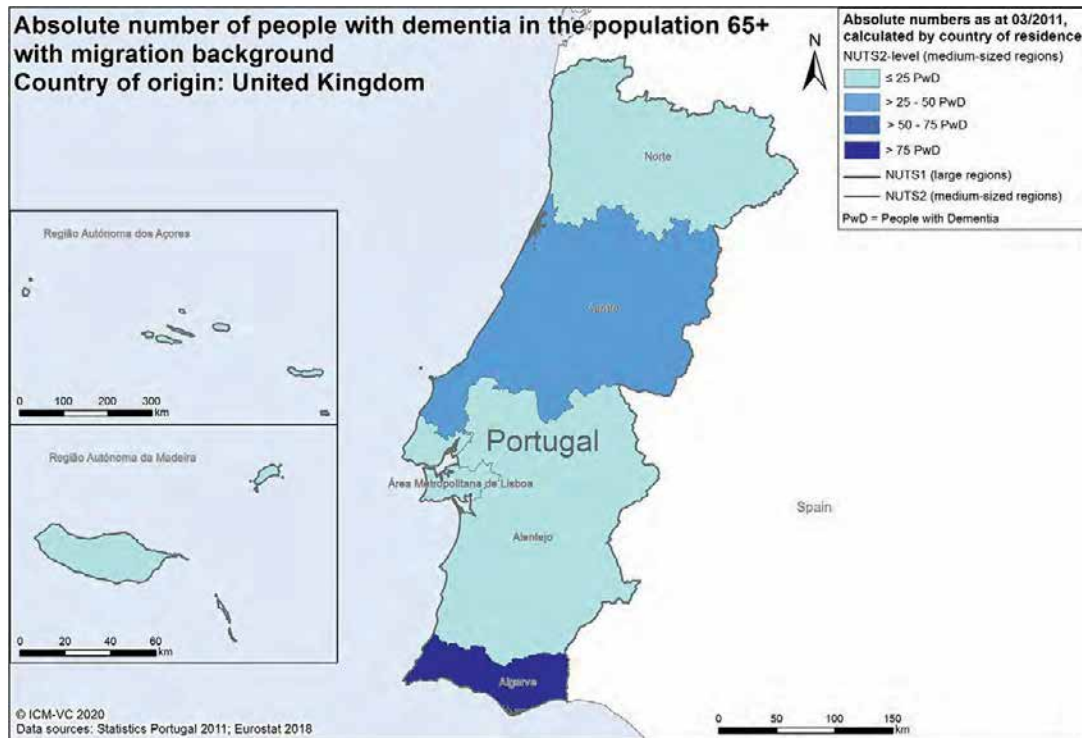 Absolute number of people with dementia in the population 65+
with migration background
Country of origin: United Kingdom
Absolute numbers as at 03/2011,
calculated by country of residence
NUTS2-level (medium-sized regions)
≤ 25 PwD
> 25 - 50 PwD
> 50 - 75 PwD
> 75 PwD
NUTS1 (large regions)
NUTS2 (medium-sized regions)
PwD = People with Dementia
N
Norte
Região Autónoma dos Açores
0 100 200 300
km
Centro
Portugal
Região Autónoma da Madeira
Área Metropolitana de Lisboa
Spain
Alentejo
0 20 40 60
km
Algarve
© ICM-VC 2020
Data sources: Statistics Portugal 2011; Eurostat 2018
0 50 100 150
km